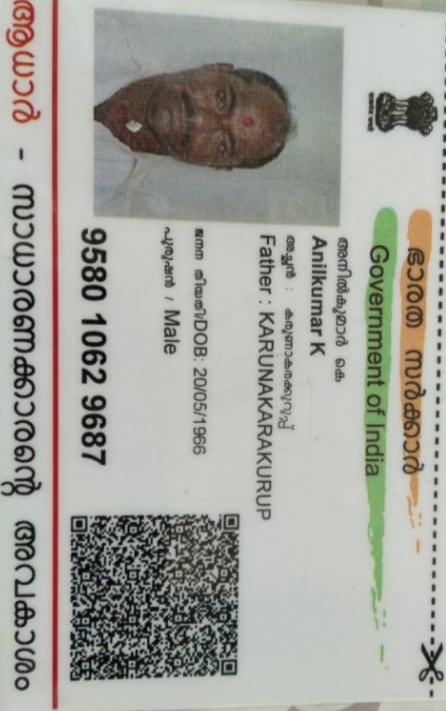 ഭാരത സർക്കാർ
Government of India
അനിൽകുമാർ കെ
Anilkumar K
അച്ഛൻ : കരുണാകരക്കുറുപ്പ്
Father : KARUNAKARAKURUP
ജനന തിയതി/DOB: 20/05/1966
പുരുഷൻ / Male
9580 1062 9687
ആധാർ - സാധാരണക്കാരന്റെ അവകാശം